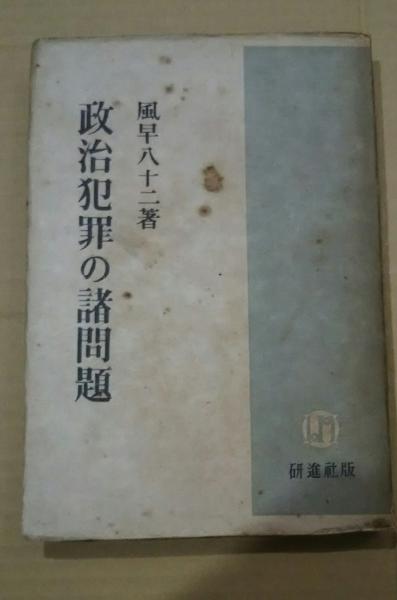 風早八十二著
政治犯罪の諸問題
研進社版